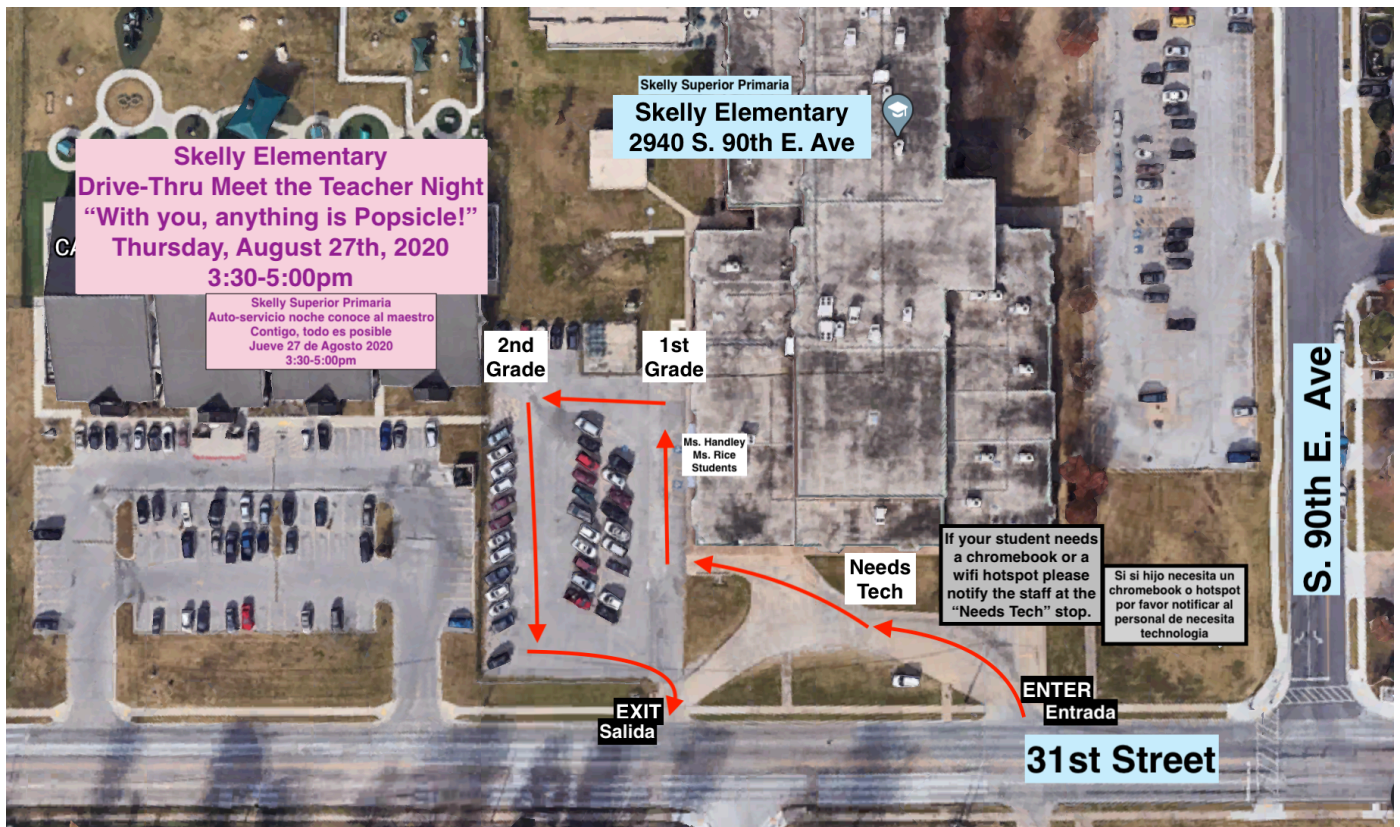 Skelly Superior Primaria
Skelly Elementary
2940 S. 90th E. Ave
Skelly Elementary
Drive-Thru Meet the Teacher Night
“With you, anything is Popsicle!”
Thursday, August 27th, 2020
3:30-5:00pm
CA
Skelly Superior Primaria
Auto-servicio noche conoce al maestro
Contigo, todo es posible
Jueve 27 de Agosto 2020
3:30-5:00pm
2nd
Grade
1st
Grade
Ms. Handley
Ms. Rice
Students
S. 90th E. Ave
Needs
Tech
If your student needs
a chromebook or a
wifi hotspot please
notify the staff at the
“Needs Tech” stop.
Si si hijo necesita un
chromebook o hotspot
por favor notificar al
personal de necesita
technologia
ENTER
Entrada
EXIT
Salida
31st Street